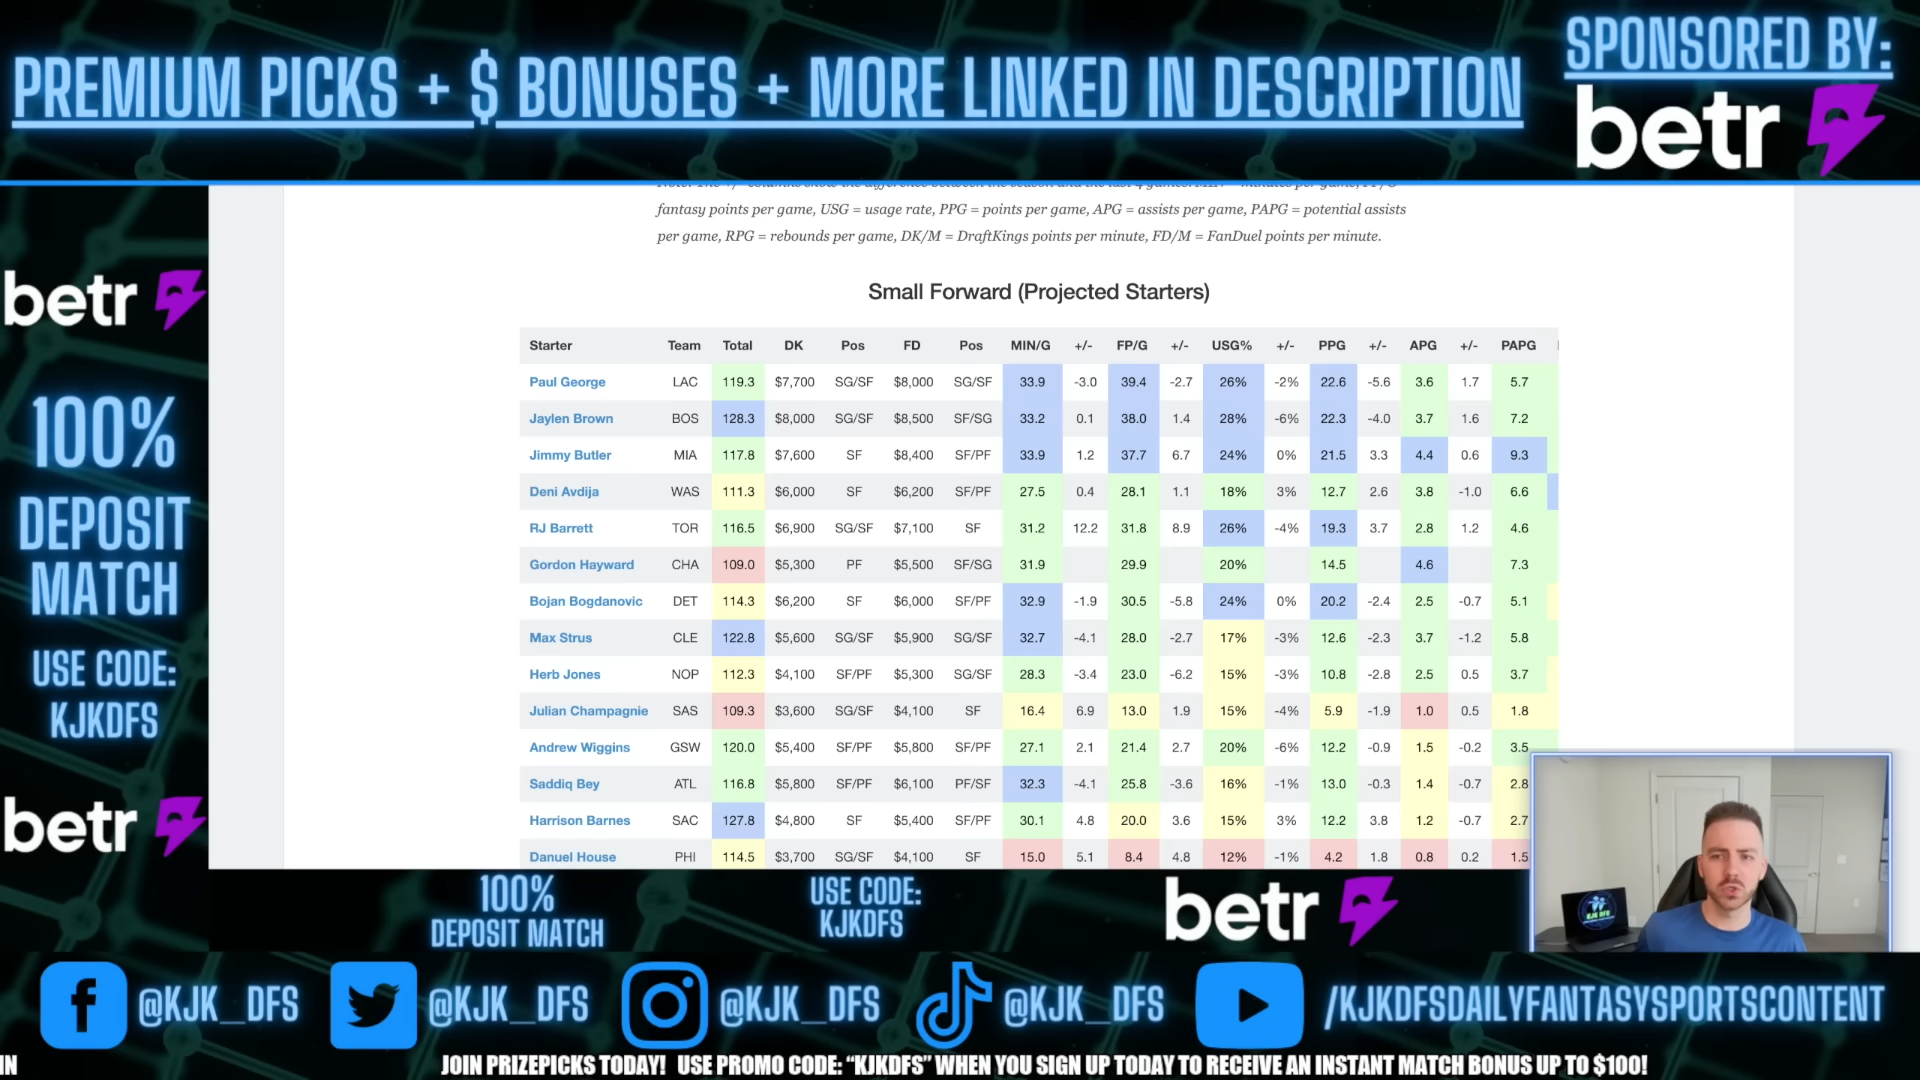 PREMIUM PICKS + $ BONUSES + MORE LINKED IN DESCRIPTION
SPONSORED BY:
betr
fantasy points per game, USG = usage rate, PPG = points per game, APG = assists per game, PAPG = potential assists
per game, RPG = rebounds per game, DK/M = DraftKings points per minute, FD/M = FanDuel points per minute.
Small Forward (Projected Starters)
Starter Team Total DK Pos FD Pos MIN/G +/- FP/G +/- USG% +/- PPG +/- APG +/- PAPG
Paul George LAC 119.3 $7,700 SG/SF $8,000 SG/SF 33.9 -3.0 39.4 -2.7 26% -2% 22.6 -5.6 3.6 1.7 5.7
Jaylen Brown BOS 128.3 $8,000 SG/SF $8,500 SF/SG 33.2 0.1 38.0 1.4 28% -6% 22.3 -4.0 3.7 1.6 7.2
Jimmy Butler MIA 117.8 $7,600 SF $8,400 SF/PF 33.9 1.2 37.7 6.7 24% 0% 21.5 3.3 4.4 0.6 9.3
Deni Avdija WAS 111.3 $6,000 SF $6,200 SF/PF 27.5 0.4 28.1 1.1 18% 3% 12.7 2.6 3.8 -1.0 6.6
RJ Barrett TOR 116.5 $6,900 SG/SF $7,100 SF 31.2 12.2 31.8 8.9 26% -4% 19.3 3.7 2.8 1.2 4.6
Gordon Hayward CHA 109.0 $5,300 PF $5,500 SF/SG 31.9 29.9 20% 14.5 4.6 7.3
Bojan Bogdanovic DET 114.3 $6,200 SF $6,000 SF/PF 32.9 -1.9 30.5 -5.8 24% 0% 20.2 -2.4 2.5 -0.7 5.1
Max Strus CLE 122.8 $5,600 SG/SF $5,900 SG/SF 32.7 -4.1 28.0 -2.7 17% -3% 12.6 -2.3 3.7 -1.2 5.8
Herb Jones NOP 112.3 $4,100 SF/PF $5,300 SG/SF 28.3 -3.4 23.0 -6.2 15% -3% 10.8 -2.8 2.5 0.5 3.7
Julian Champagnie SAS 109.3 $3,600 SG/SF $4,100 SF 16.4 6.9 13.0 1.9 15% -4% 5.9 -1.9 1.0 0.5 1.8
Andrew Wiggins GSW 120.0 $5,400 SF/PF $5,800 SF/PF 27.1 2.1 21.4 2.7 20% -6% 12.2 -0.9 1.5 -0.2 3.5
Saddiq Bey ATL 116.8 $5,800 SF/PF $6,100 PF/SF 32.3 -4.1 25.8 -3.6 16% -1% 13.0 -0.3 1.4 -0.7 2.8
Harrison Barnes SAC 127.8 $4,800 SF $5,400 SF/PF 30.1 4.8 20.0 3.6 15% 3% 12.2 3.8 1.2 -0.7 2.7
Danuel House PHI 114.5 $3,700 SG/SF $4,100 SF 15.0 5.1 8.4 4.8 12% -1% 4.2 1.8 0.8 0.2 1.5
betr
100%
DEPOSIT
MATCH
USE CODE:
KJKDFS
betr
100%
DEPOSIT MATCH
USE CODE:
KJKDFS
betr
KJK DFS
@KJK_DFS @KJK_DFS @KJK_DFS @KJK_DFS /KJKDFSDAILYFANTASYSPORTSCONTENT
IN JOIN PRIZEPICKS TODAY! USE PROMO CODE: "KJKDFS" WHEN YOU SIGN UP TODAY TO RECEIVE AN INSTANT MATCH BONUS UP TO $100!